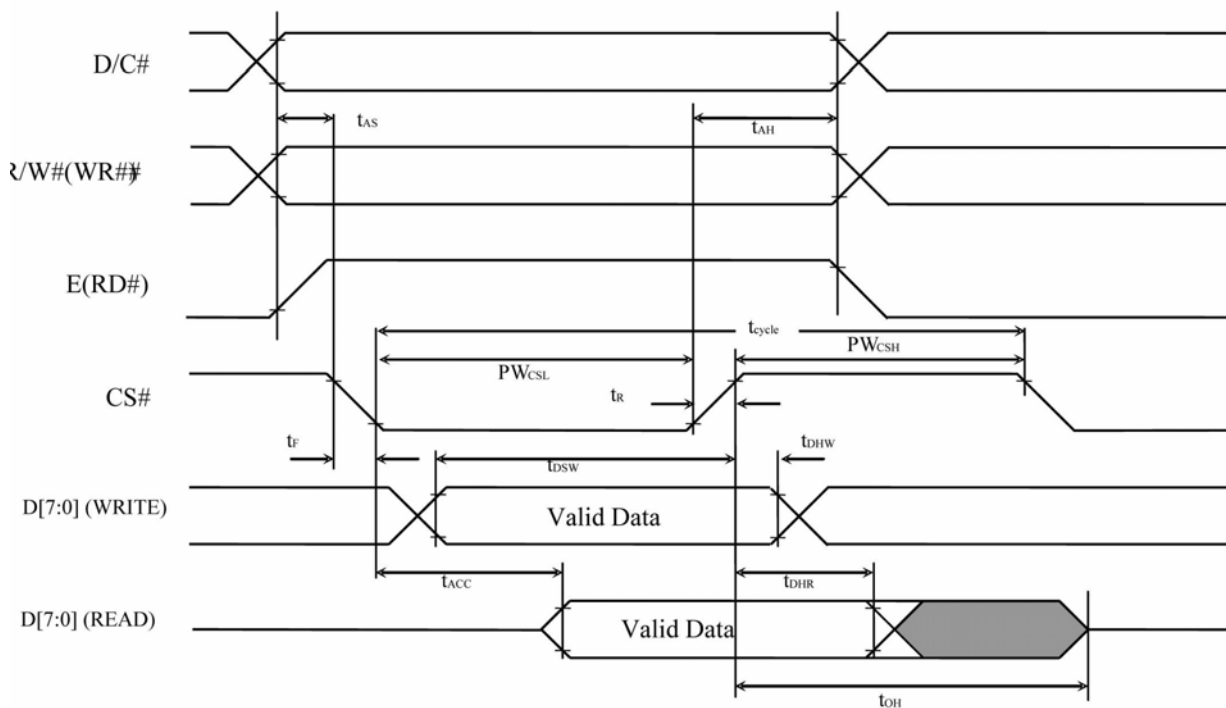 D/C#
tAS
tAH
R/W#(WR##)
E(RD#)
tcycle
PWCSL
PWCSH
CS#
tR
tF
tDSW
tDHW
D[7:0] (WRITE)
Valid Data
tACC
tDHR
D[7:0] (READ)
Valid Data
tOH